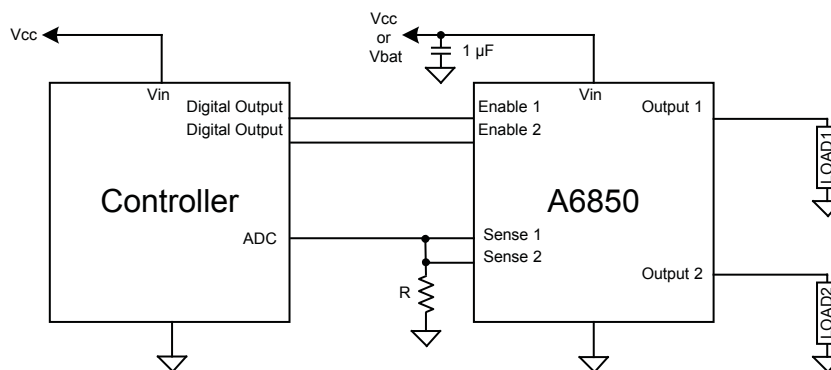 Vcc
Vcc
or
Vbat
1 µF
Vin
Digital Output
Digital Output
Controller
ADC
R
Vin
Enable 1
Enable 2
Output 1
A6850
Sense 1
Sense 2
Output 2
LOAD1
LOAD2